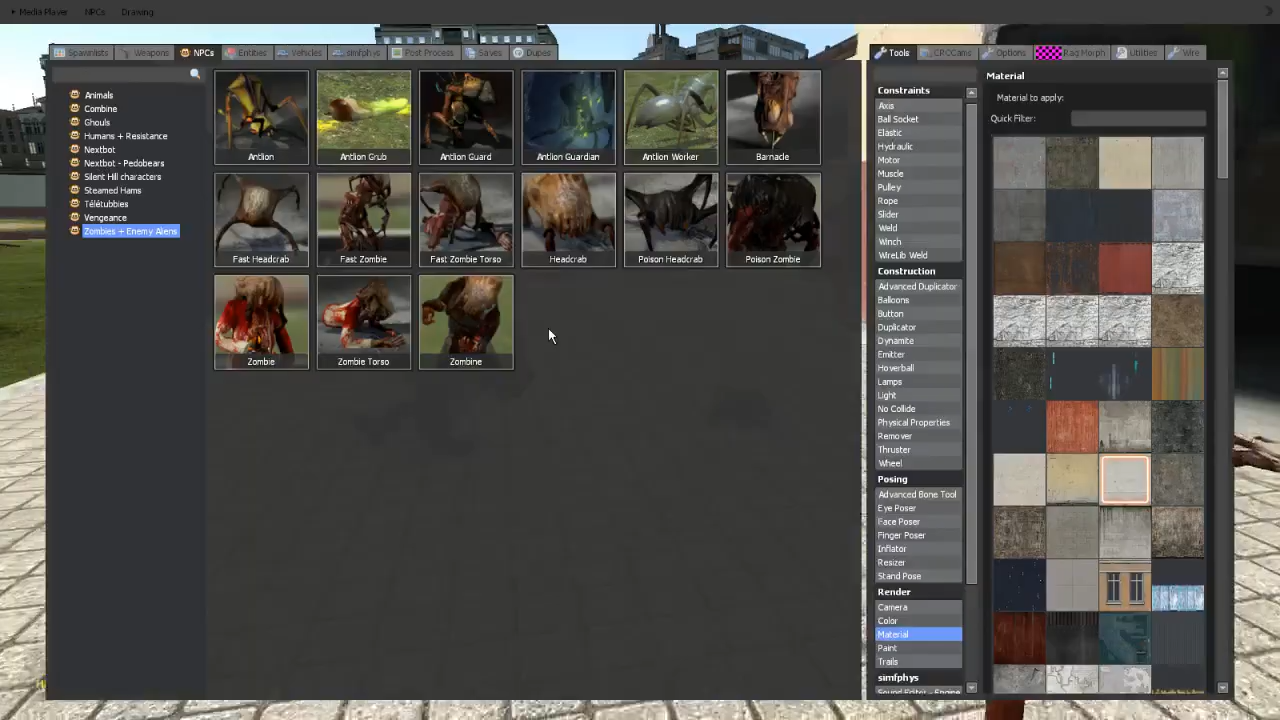 Media Player NPCs Drawing
Spawnlists Weapons NPCs Entities Vehicles simfphys Post Process Saves Dupes
Animals
Combine
Ghouls
Humans + Resistance
Nextbot
Nextbot - Pedobears
Silent Hill characters
Steamed Hams
Télétubbies
Vengeance
Zombies + Enemy Aliens
Antlion Antlion Grub Antlion Guard Antlion Guardian Antlion Worker Barnacle
Fast Headcrab Fast Zombie Fast Zombie Torso Headcrab Poison Headcrab Poison Zombie
Zombie Zombie Torso Zombine
Tools CRCCams Options Rag Morph Utilities Wire
Constraints
Axis
Ball Socket
Elastic
Hydraulic
Motor
Muscle
Pulley
Rope
Slider
Weld
Winch
WireLib Weld
Construction
Advanced Duplicator
Balloons
Button
Duplicator
Dynamite
Emitter
Hoverball
Lamps
Light
No Collide
Physical Properties
Remover
Thruster
Wheel
Posing
Advanced Bone Tool
Eye Poser
Face Poser
Finger Poser
Inflator
Resizer
Stand Pose
Render
Camera
Color
Material
Paint
Trails
simfphys
Sound Editor - Engine
Material
Material to apply:
Quick Filter: